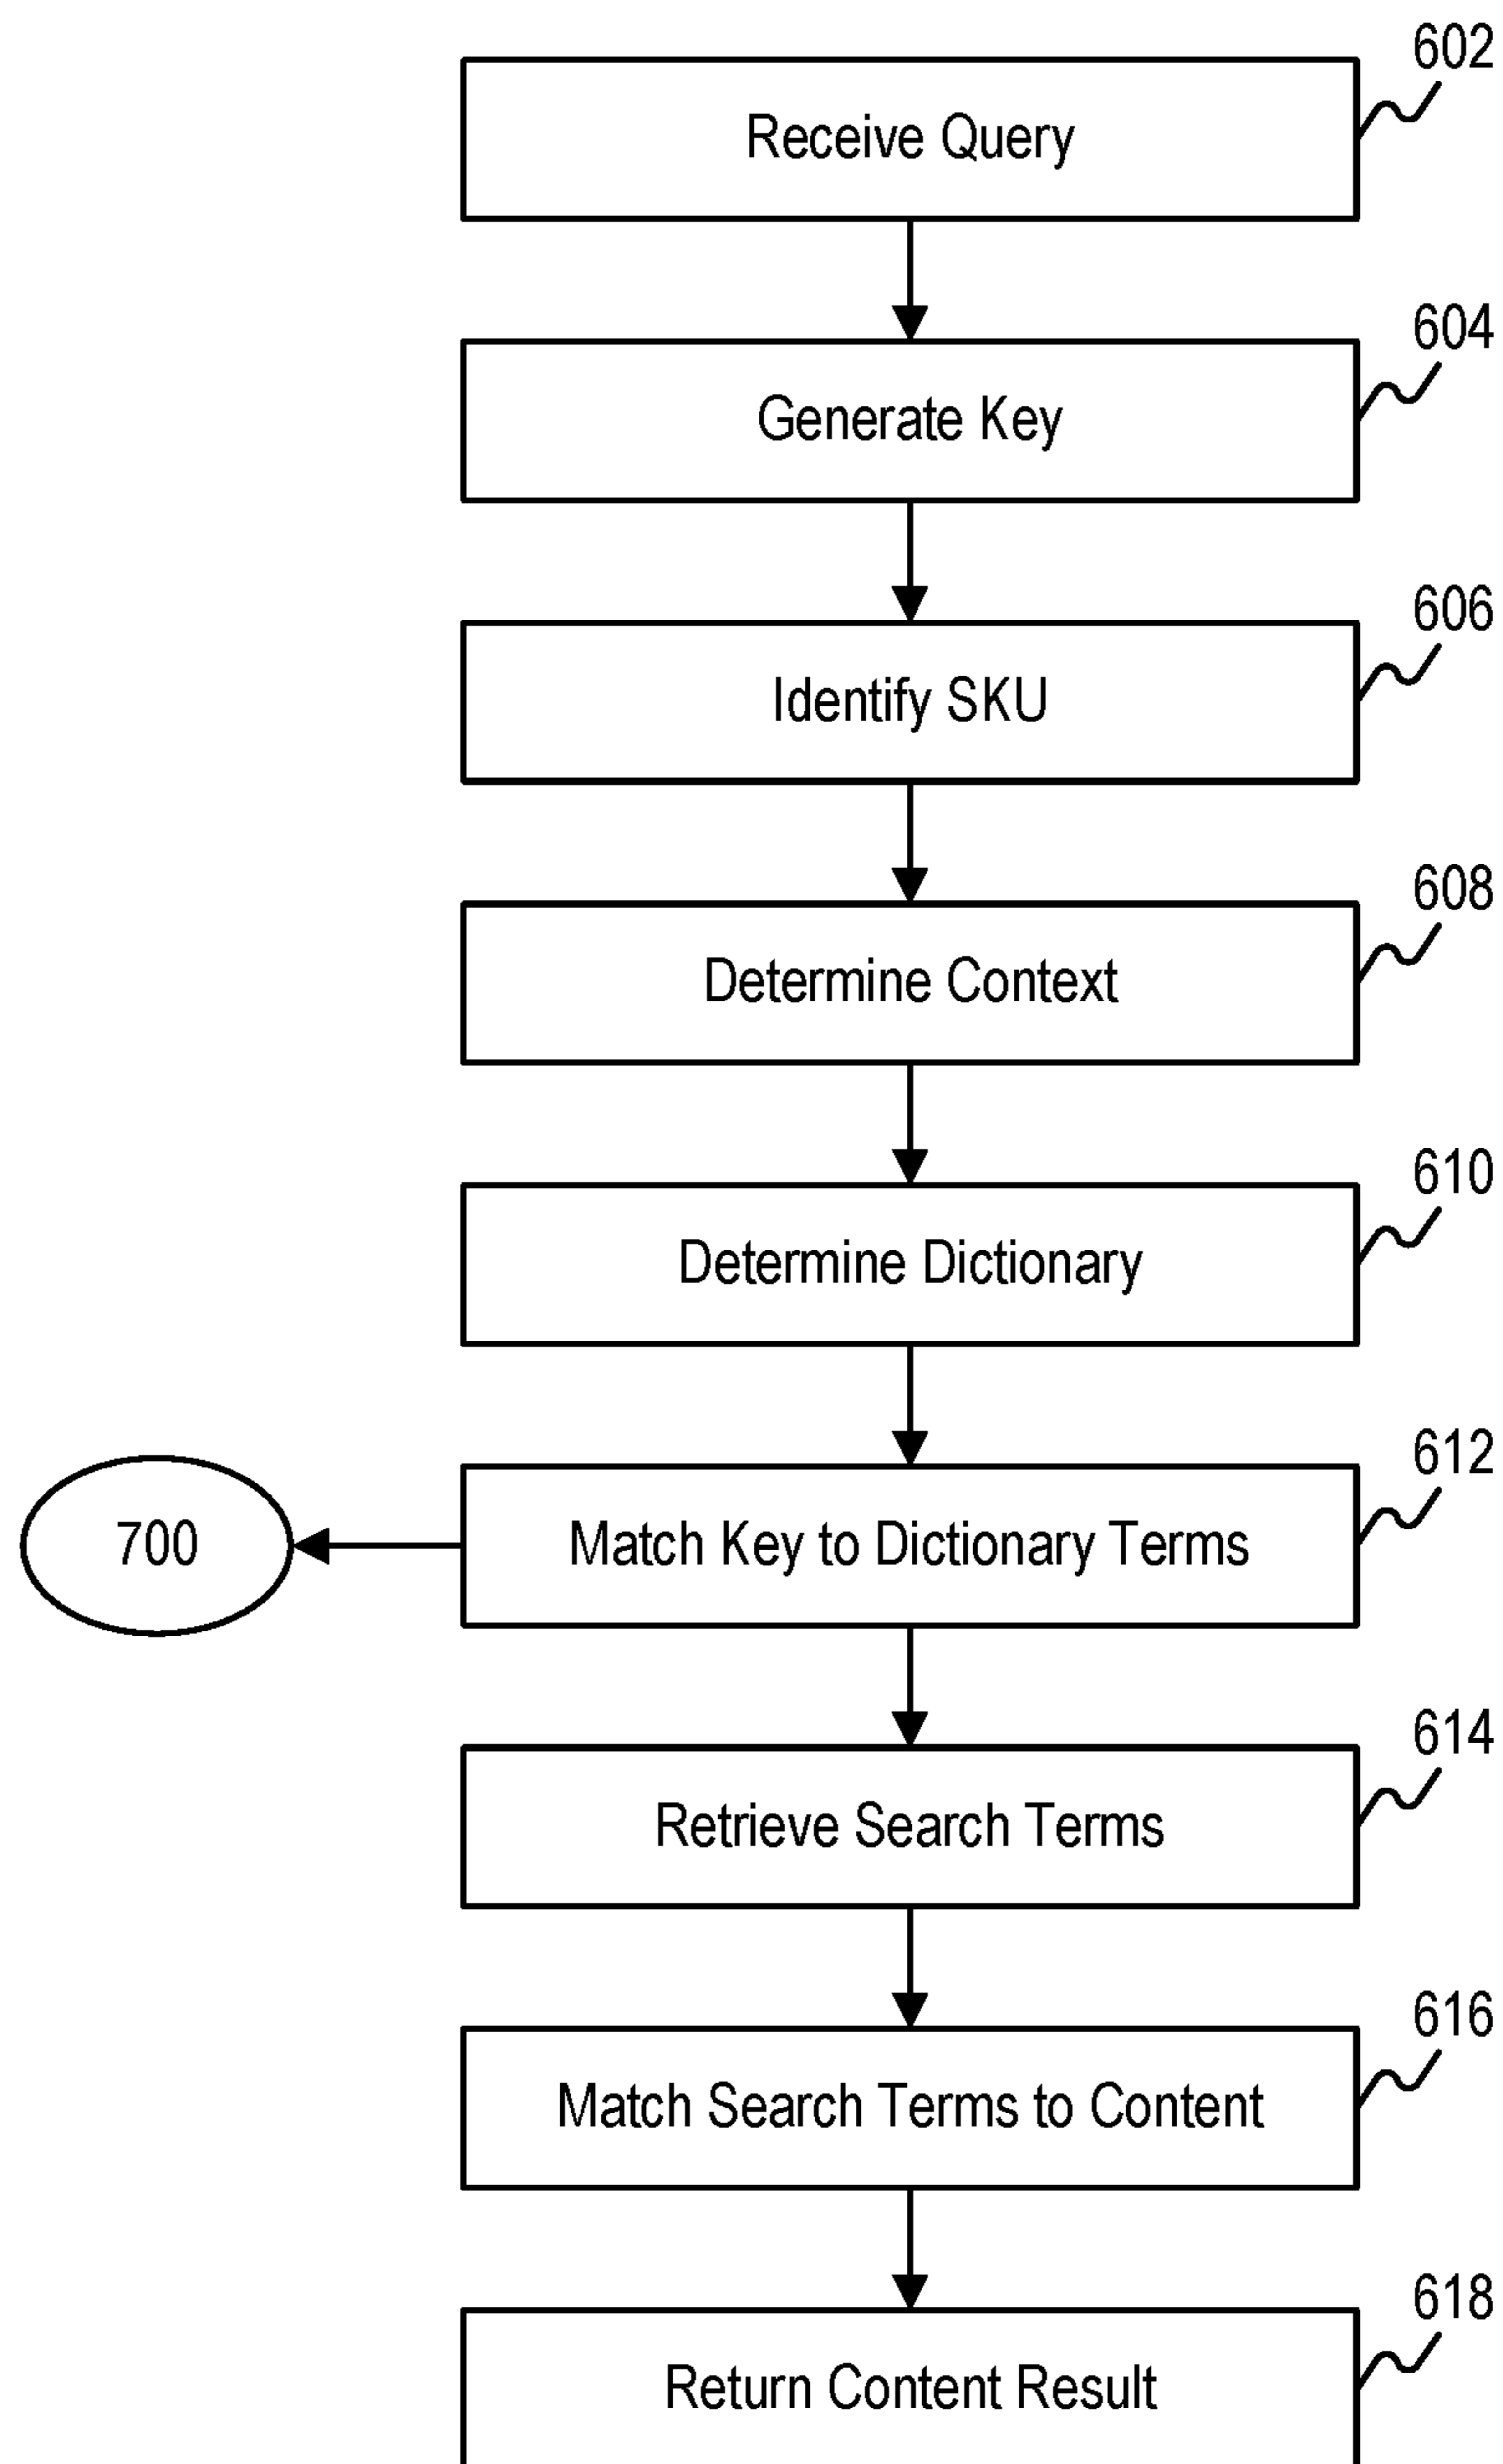 602
Receive Query
604
Generate Key
606
Identify SKU
608
Determine Context
610
Determine Dictionary
612
700
Match Key to Dictionary Terms
614
Retrieve Search Terms
616
Match Search Terms to Content
618
Return Content Result